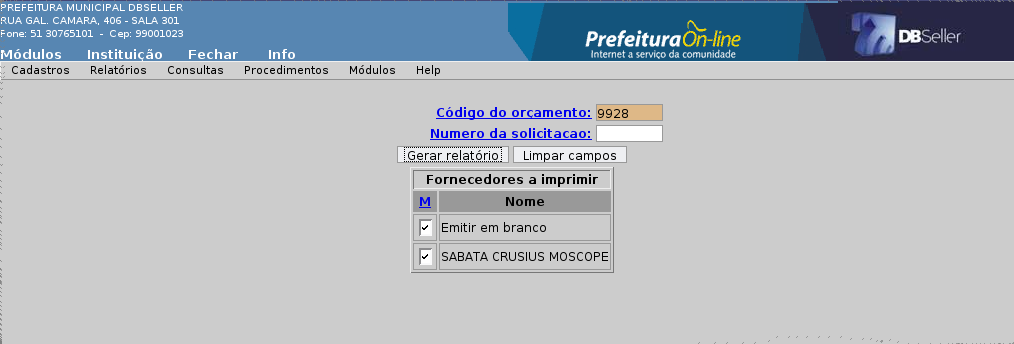 PREFEITURA MUNICIPAL DBSELLER
RUA GAL. CAMARA, 406 - SALA 301
Fone: 51 30765101 - Cep: 99001023
Módulos Instituição Fechar Info
PrefeituraOn-line
Internet a serviço da comunidade
DBSeller
Cadastros Relatórios Consultas Procedimentos Módulos Help
Código do orçamento: 9928
Numero da solicitacao:
Gerar relatório Limpar campos
Fornecedores a imprimir
M Nome
Emitir em branco
SABATA CRUSIUS MOSCOPE